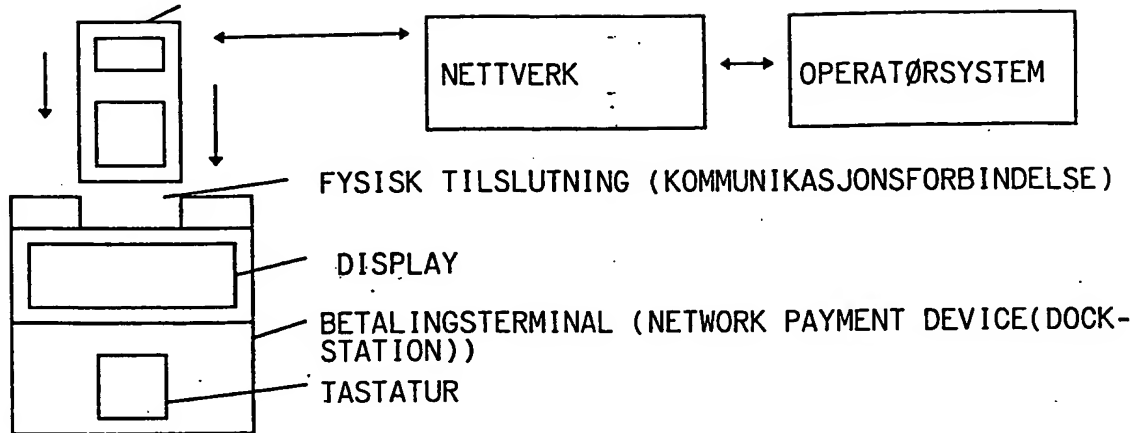 NETTVERK
OPERATØRSYSTEM
FYSISK TILSLUTNING (KOMMUNIKASJONSFORBINDELSE)
DISPLAY
BETALINGSTERMINAL (NETWORK PAYMENT DEVICE(DOCK-
STATION))
TASTATUR